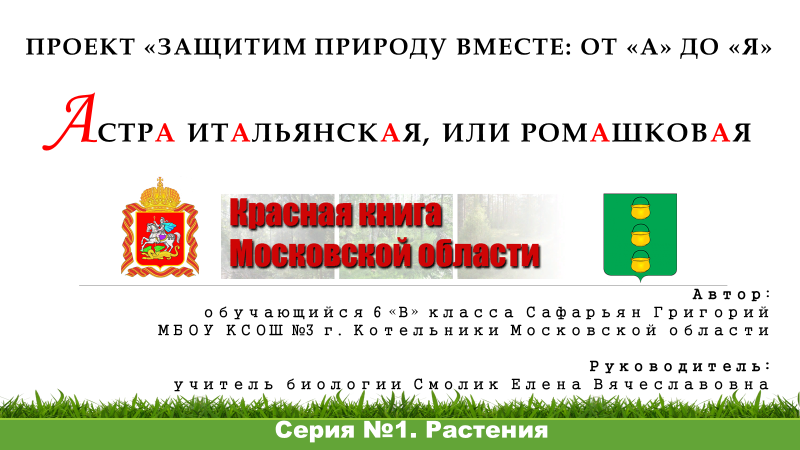 ПРОЕКТ «ЗАЩИТИМ ПРИРОДУ ВМЕСТЕ: ОТ «А» ДО «Я»
АСТРА ИТАЛЬЯНСКАЯ, ИЛИ РОМАШКОВАЯ
Красная книга
Московской области
Автор:
обучающийся 6 «В» класса Сафарьян Григорий
МБОУ КСОШ №3 г. Котельники Московской области
Руководитель:
учитель биологии Смолик Елена Вячеславовна
Серия №1. Растения